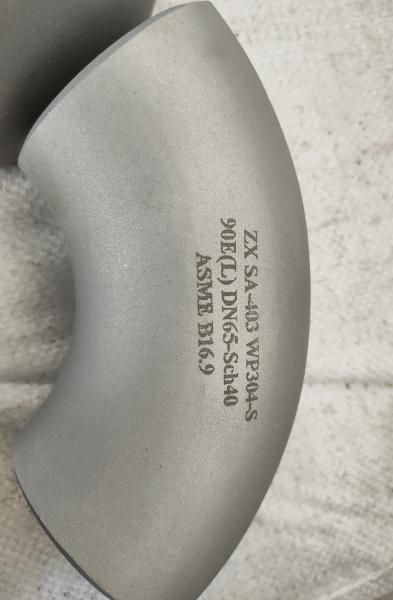 ZX SA-403 WP304-S
90E(L) DN65-Sch40
ASME B16.9